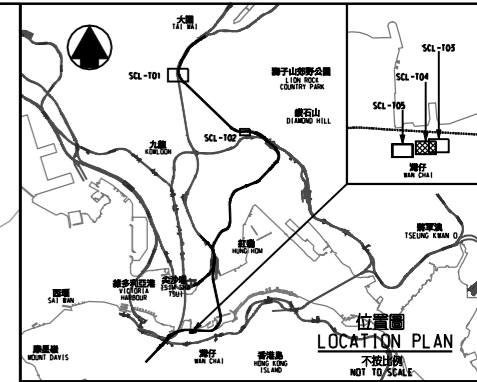 大圍
TAI WAI
SCL-T01
獅子山郊野公園
LION ROCK
COUNTRY PARK
鑽石山
DIAMOND HILL
SCL-T02
九龍
KOWLOON
紅磡
HUNG HOM
將軍澳
TSEUNG KWAN O
維多利亞港
VICTORIA
HARBOUR
尖沙咀
TSIM SHA
TSUI
西環
SAI WAN
摩星嶺
MOUNT DAVIS
灣仔
WAN CHAI
香港島
HONG KONG
ISLAND
SCL-T03
SCL-T04
SCL-T05
灣仔
WAN CHAI
位置圖
LOCATION PLAN
不按比例
NOT TO SCALE